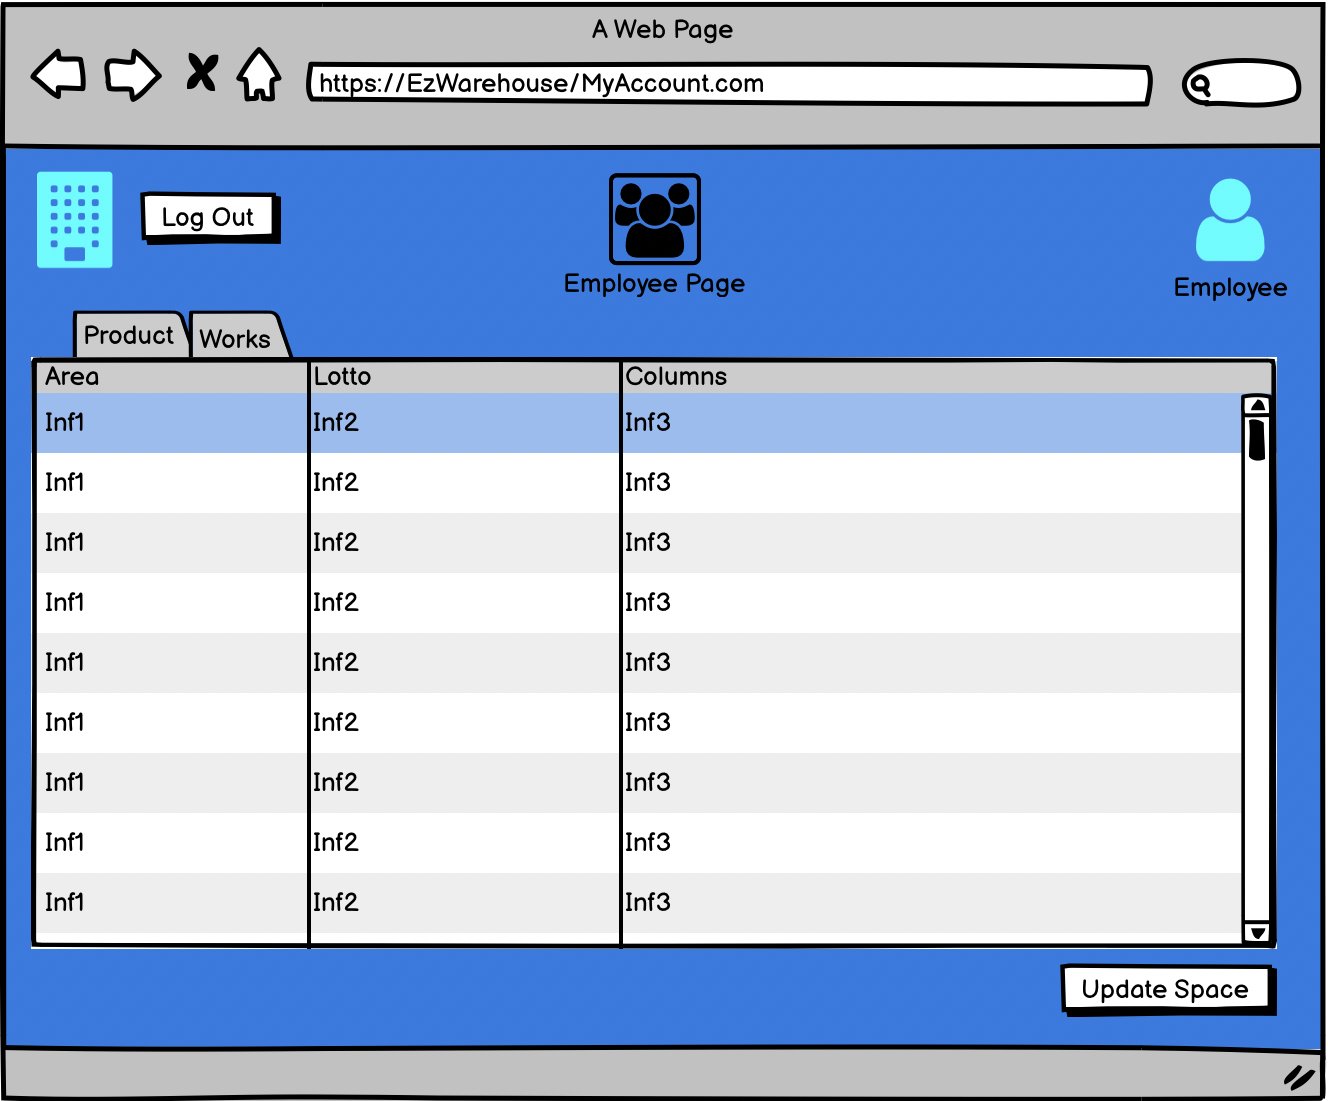 A Web Page
https://EzWarehouse/MyAccount.com
Log Out
Employee Page
Employee
Product Works
Area Lotto Columns
Inf1 Inf2 Inf3
Inf1 Inf2 Inf3
Inf1 Inf2 Inf3
Inf1 Inf2 Inf3
Inf1 Inf2 Inf3
Inf1 Inf2 Inf3
Inf1 Inf2 Inf3
Inf1 Inf2 Inf3
Inf1 Inf2 Inf3
Update Space